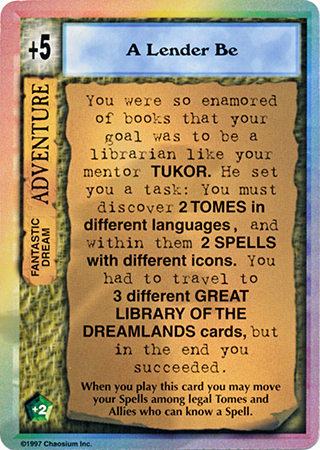 +5
A Lender Be
FANTASTIC DREAM
ADVENTURE
You were so enamored
of books that your
goal was to be a
librarian like your
mentor TUKOR. He set
you a task: You must
discover 2 TOMES in
different languages, and
within them 2 SPELLS
with different icons. You
had to travel to
3 different GREAT
LIBRARY OF THE
DREAMLANDS cards, but
in the end you
succeeded.
When you play this card you may move
your Spells among legal Tomes and
Allies who can know a Spell.
+2
©1997 Chaosium Inc.